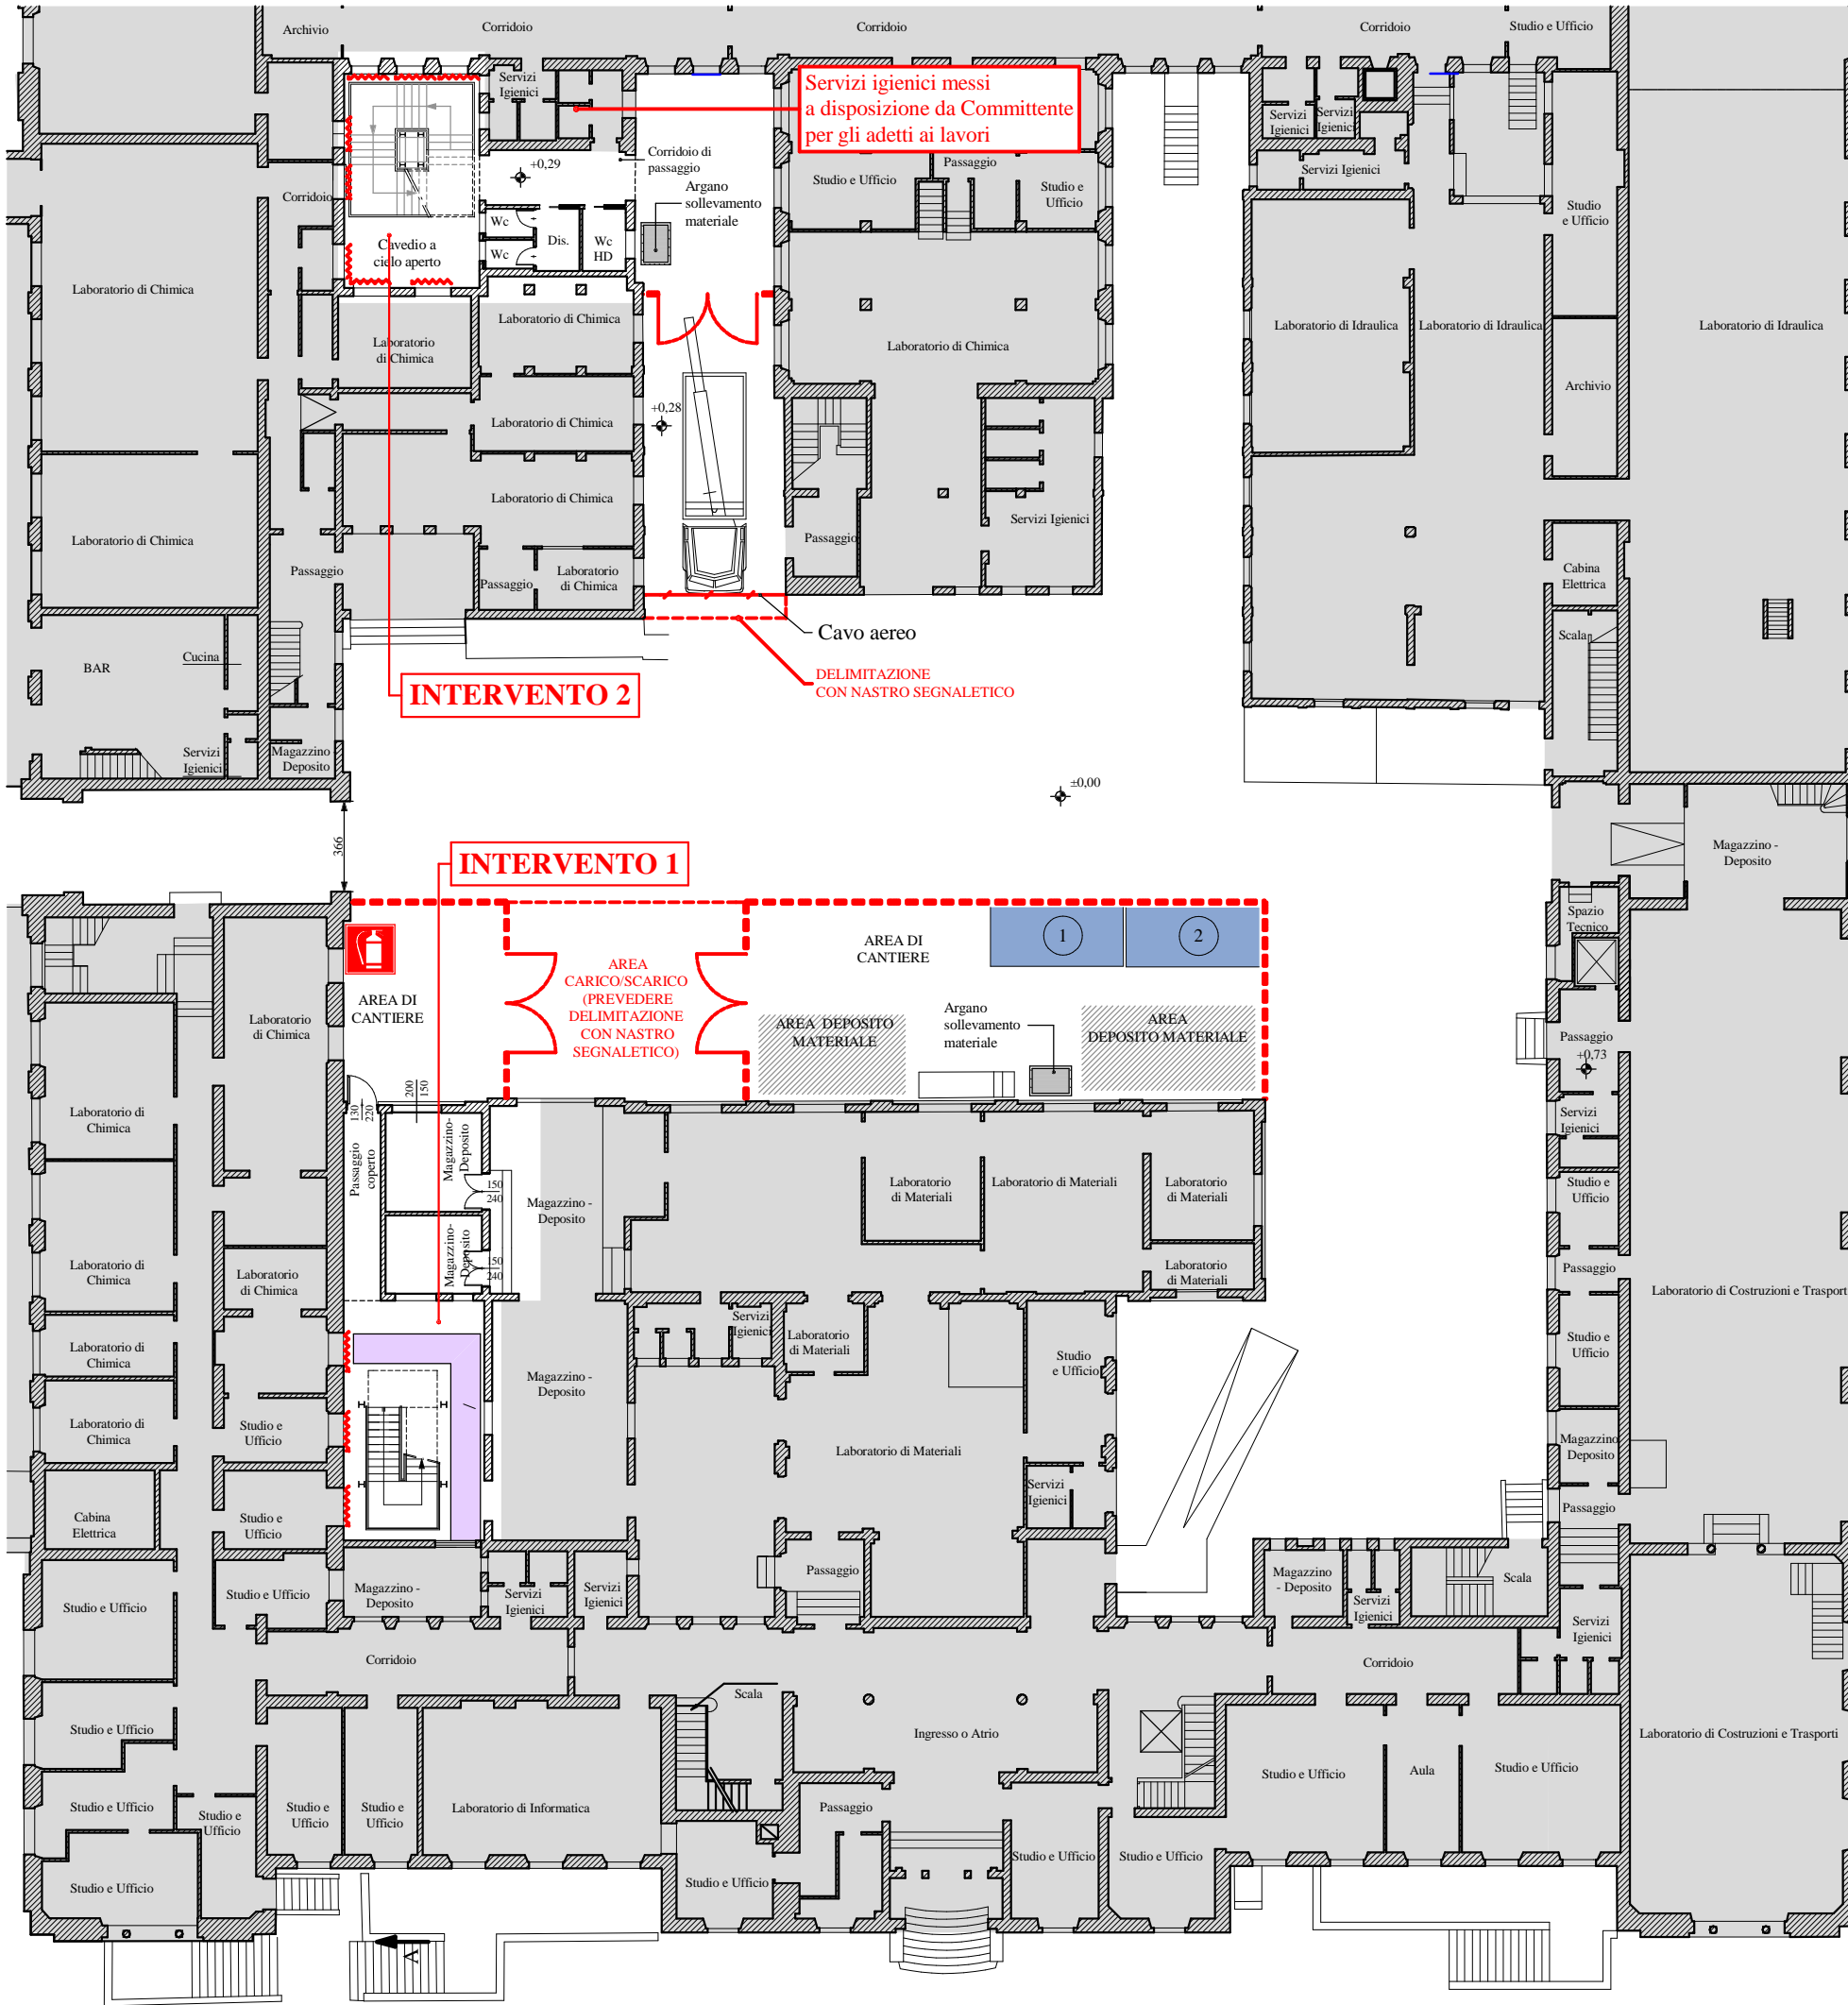 Archivio
Corridoio
Corridoio
Corridoio
Studio e Ufficio
Servizi
Igienici
Servizi igienici messi
a disposizione da Committente
per gli adetti ai lavori
Servizi
Igienici
Servizi
Igienici
+0,29
Corridoio di
passaggio
Passaggio
Servizi Igienici
Studio e Ufficio
Studio e
Ufficio
Argano
sollevamento
materiale
Corridoio
Studio
e Ufficio
Wc
Wc
Dis.
Wc
HD
Cavedio a
cielo aperto
Laboratorio di Chimica
Laboratorio di Chimica
Laboratorio
di Chimica
Laboratorio di Chimica
Laboratorio di Idraulica
Laboratorio di Idraulica
Laboratorio di Idraulica
Archivio
+0,28
Laboratorio di Chimica
Laboratorio di Chimica
Servizi Igienici
Passaggio
Laboratorio di Chimica
Passaggio
Passaggio
Laboratorio
di Chimica
Cabina
Elettrica
Cavo aereo
Scala
BAR
Cucina
DELIMITAZIONE
CON NASTRO SEGNALETICO
INTERVENTO 2
Servizi
Igienici
Magazzino -
Deposito
±0,00
366
Magazzino -
Deposito
INTERVENTO 1
Spazio
Tecnico
1
2
AREA DI
CANTIERE
AREA
CARICO/SCARICO
(PREVEDERE
DELIMITAZIONE
CON NASTRO
SEGNALETICO)
AREA DI
CANTIERE
Laboratorio
di Chimica
AREA DEPOSITO
MATERIALE
Argano
sollevamento
materiale
AREA
DEPOSITO MATERIALE
Passaggio
+0,73
200
150
130
220
Laboratorio di
Chimica
Servizi
Igienici
Passaggio
coperto
Magazzino-
Deposito
150
240
Magazzino -
Deposito
Laboratorio
di Materiali
Laboratorio di Materiali
Laboratorio
di Materiali
Studio e
Ufficio
Magazzino-
Deposito
150
240
Laboratorio di
Chimica
Laboratorio
di Chimica
Laboratorio
di Materiali
Passaggio
Laboratorio di Costruzioni e Trasport
Servizi
Igienici
Laboratorio
di Materiali
Laboratorio di
Chimica
Studio
e Ufficio
Studio e
Ufficio
Magazzino -
Deposito
Laboratorio di
Chimica
Studio e
Ufficio
Laboratorio di Materiali
Magazzino
Deposito
Servizi
Igienici
Passaggio
Cabina
Elettrica
Studio e
Ufficio
Passaggio
Magazzino
- Deposito
Scala
Studio e Ufficio
Studio e Ufficio
Magazzino -
Deposito
Servizi
Igienici
Servizi
Igienici
Servizi
Igienici
Servizi
Igienici
Corridoio
Corridoio
Scala
Studio e Ufficio
Ingresso o Atrio
Laboratorio di Costruzioni e Trasporti
Studio e Ufficio
Aula
Studio e Ufficio
Studio e Ufficio
Studio e
Ufficio
Studio e
Ufficio
Studio e
Ufficio
Laboratorio di Informatica
Passaggio
Studio e Ufficio
Studio e Ufficio
Studio e Ufficio
Studio e Ufficio
A